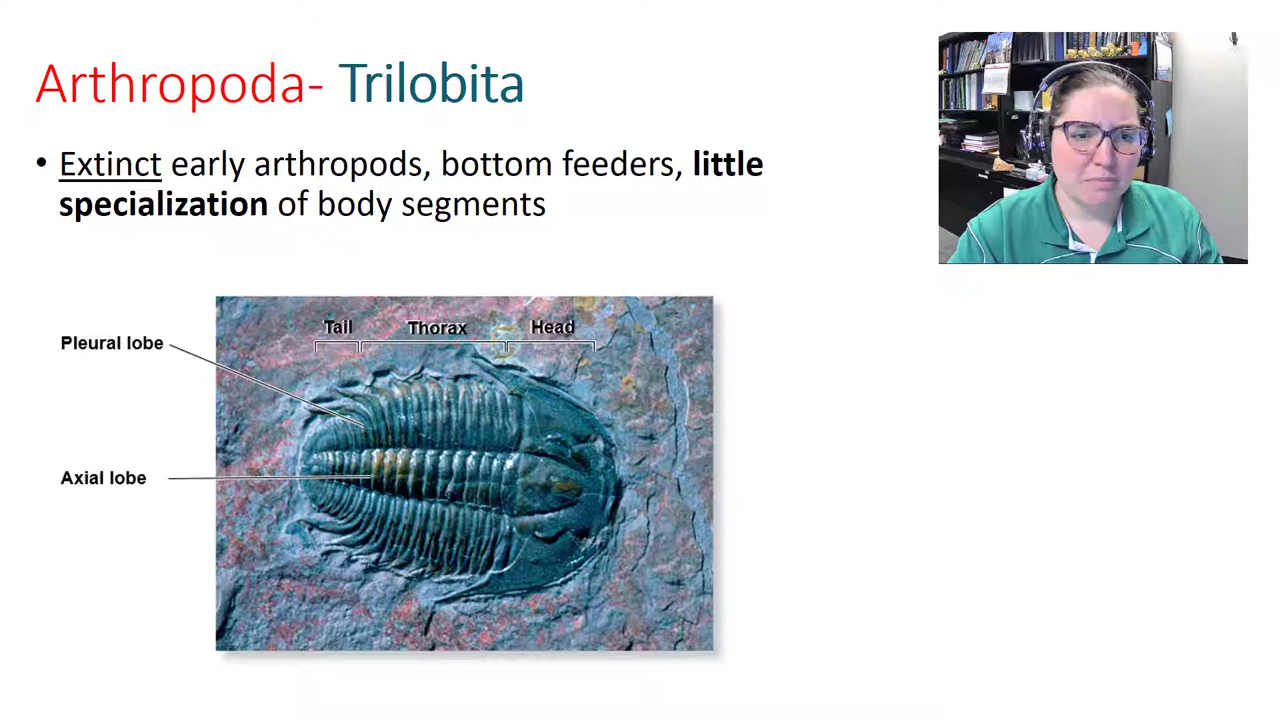 Arthropoda- Trilobita
• Extinct early arthropods, bottom feeders, little
specialization of body segments
Tail Thorax Head
Pleural lobe
Axial lobe